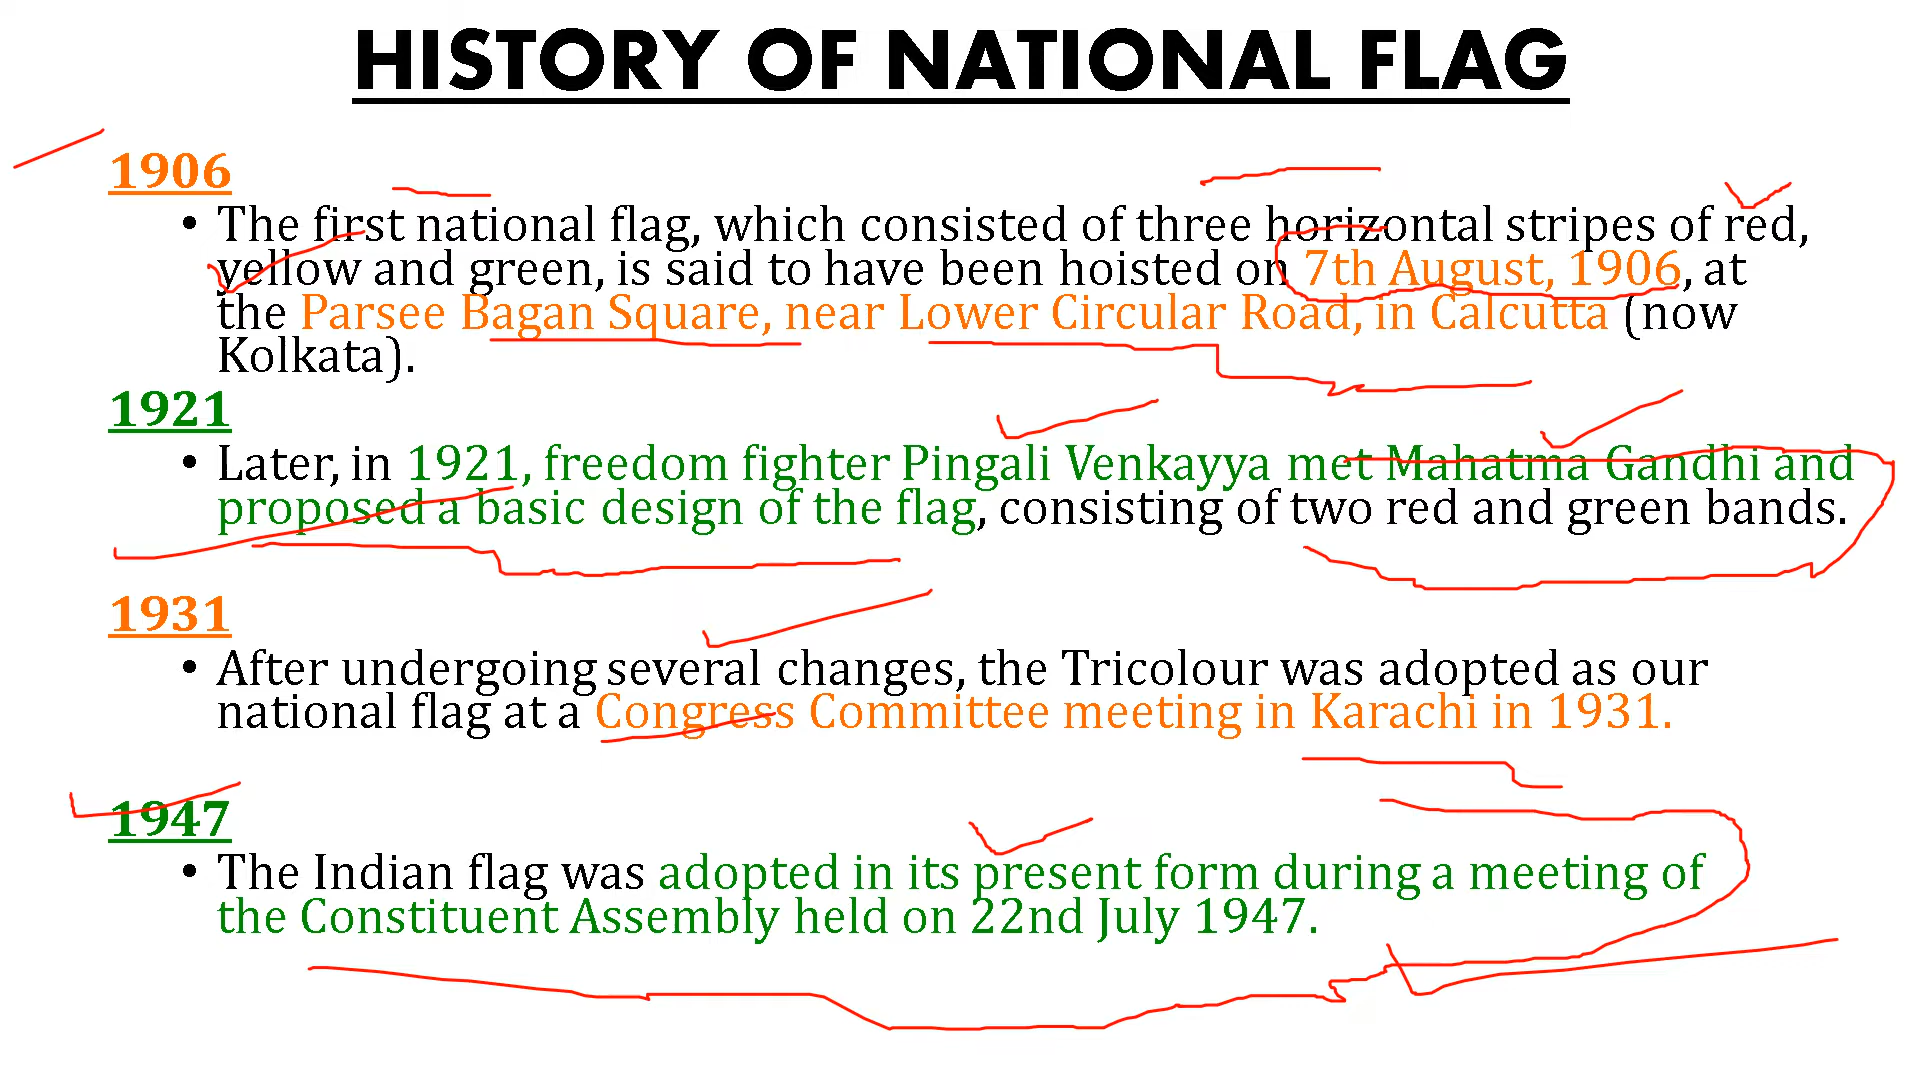 HISTORY OF NATIONAL FLAG
1906
• The first national flag, which consisted of three horizontal stripes of red,
yellow and green, is said to have been hoisted on 7th August, 1906, at
the Parsee Bagan Square, near Lower Circular Road, in Calcutta (now
Kolkata).
1921
• Later, in 1921, freedom fighter Pingali Venkayya met Mahatma Gandhi and
proposed a basic design of the flag, consisting of two red and green bands.
1931
• After undergoing several changes, the Tricolour was adopted as our
national flag at a Congress Committee meeting in Karachi in 1931.
1947
• The Indian flag was adopted in its present form during a meeting of
the Constituent Assembly held on 22nd July 1947.